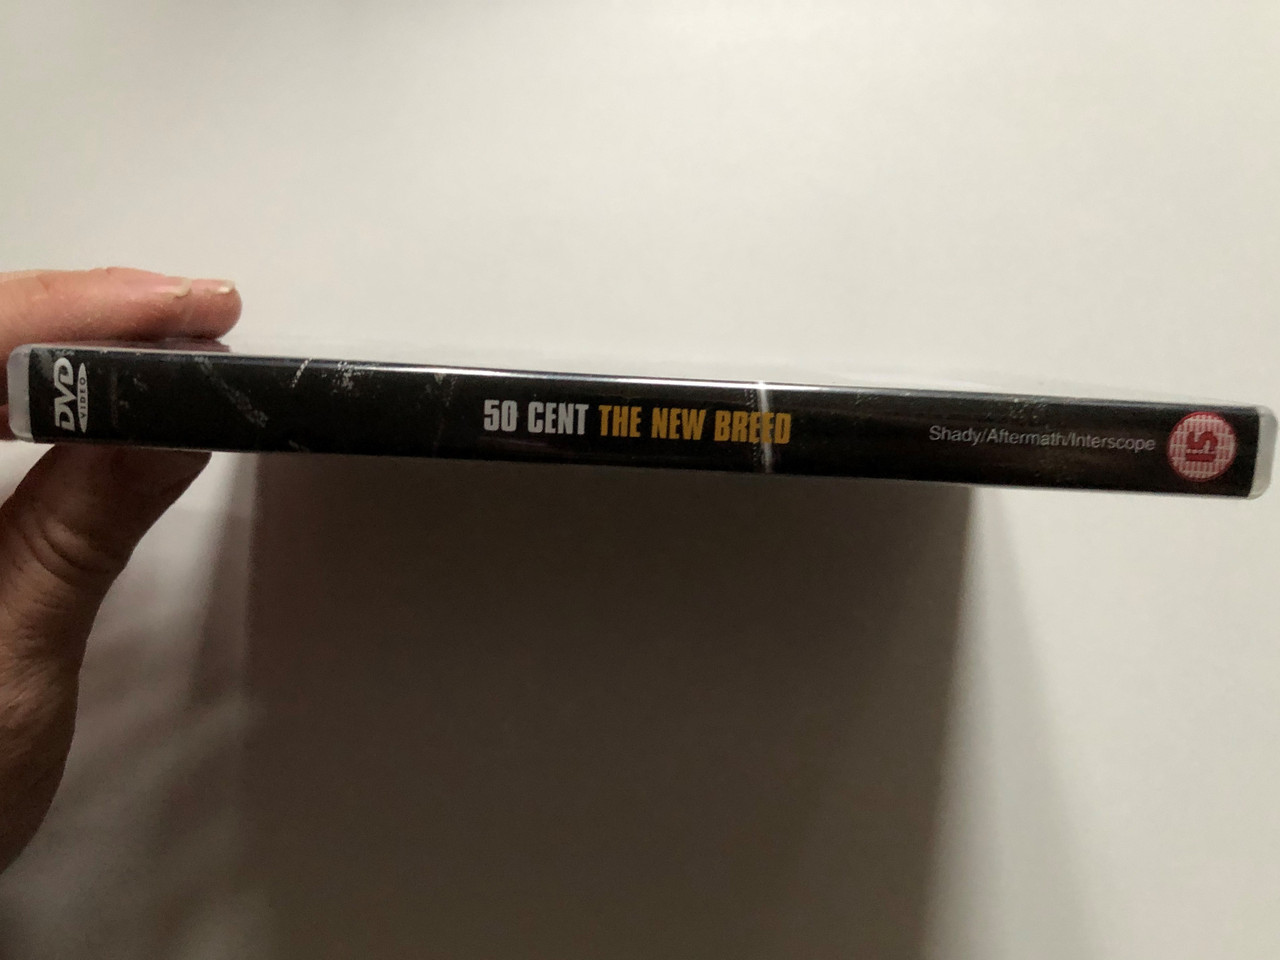 DVD
VIDEO
50 CENT THE NEW BREED
Shady/Aftermath/Interscope
15